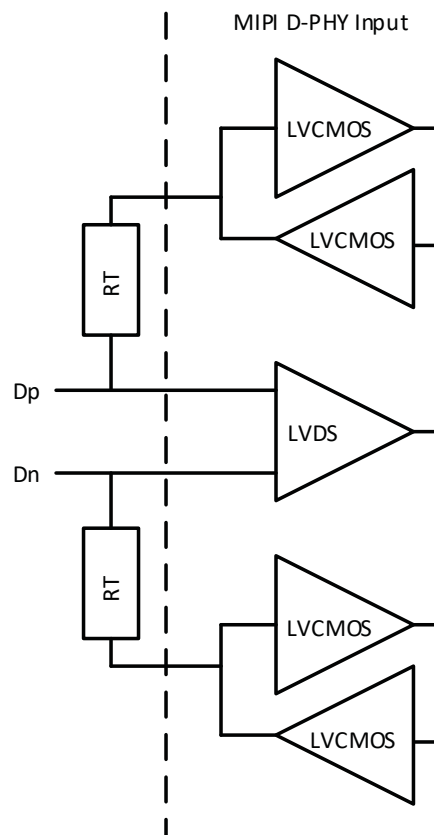 MIPI D-PHY Input
LVCMOS
LVCMOS
RT
Dp
LVDS
Dn
RT
LVCMOS
LVCMOS